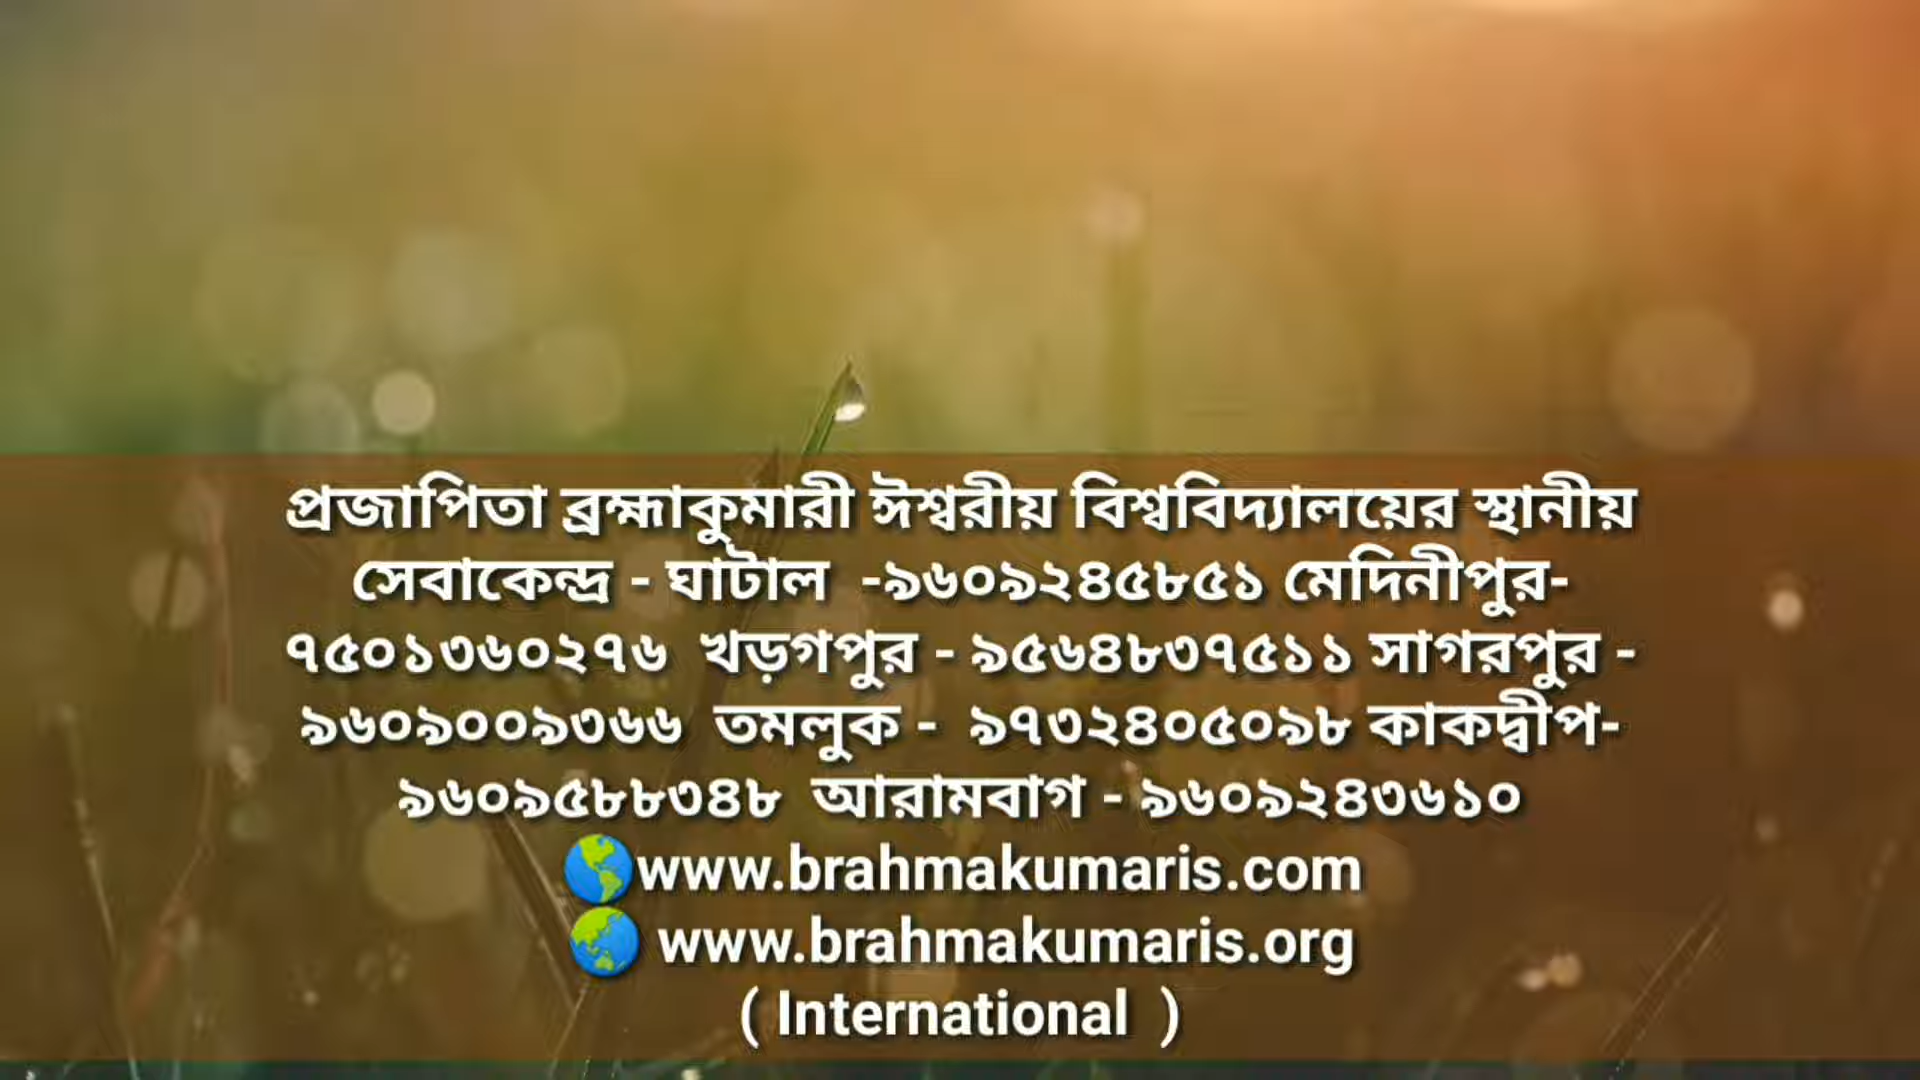 প্রজাপিতা ব্রহ্মাকুমারী ঈশ্বরীয় বিশ্ববিদ্যালয়ের স্থানীয়
সেবাকেন্দ্র - ঘাটাল -৯৬০৯২৪৫৮৫১ মেদিনীপুর-
৭৫০১৩৬০২৭৬ খড়গপুর - ৯৫৬৪৮৩৭৫১১ সাগরপুর -
৯৬০৯০০৯৩৬৬ তমলুক - ৯৭৩২৪০৫০৯৮ কাকদ্বীপ-
৯৬০৯৫৮৮৩৪৮ আরামবাগ - ৯৬০৯২৪৩৬১০
🌎www.brahmakumaris.com
🌏 www.brahmakumaris.org
( International )